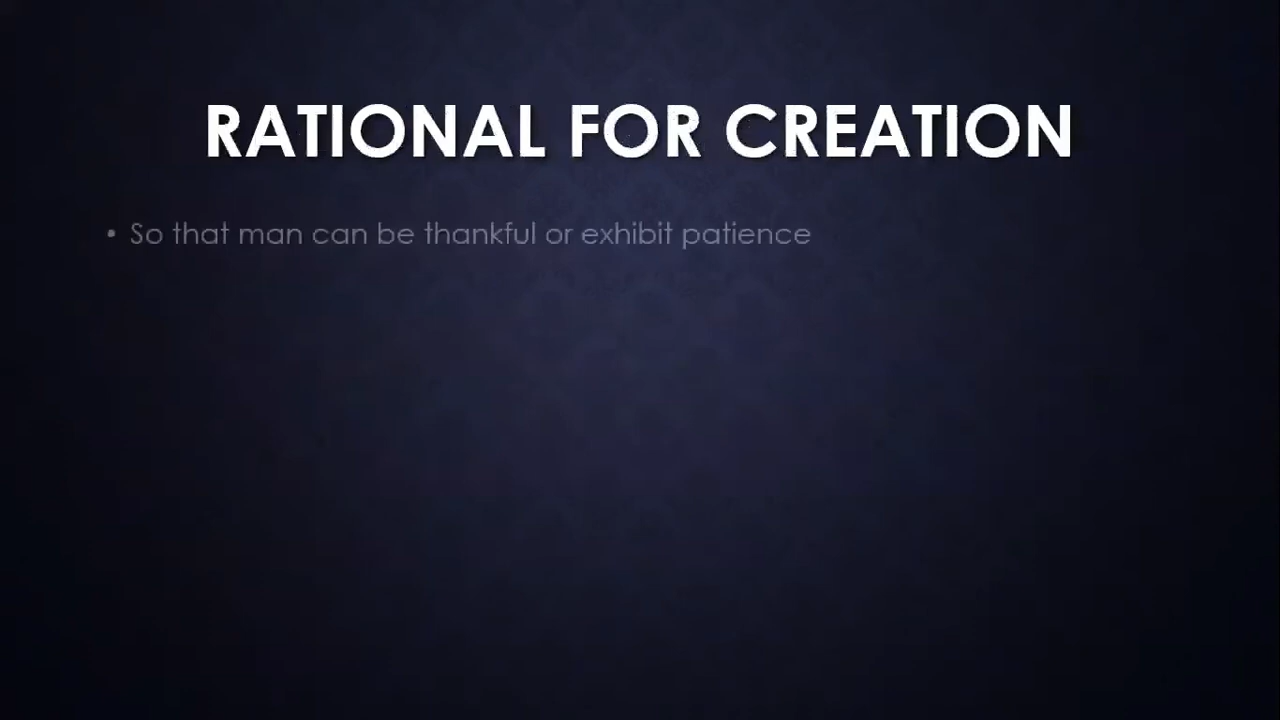 RATIONAL FOR CREATION
• So that man can be thankful or exhibit patience